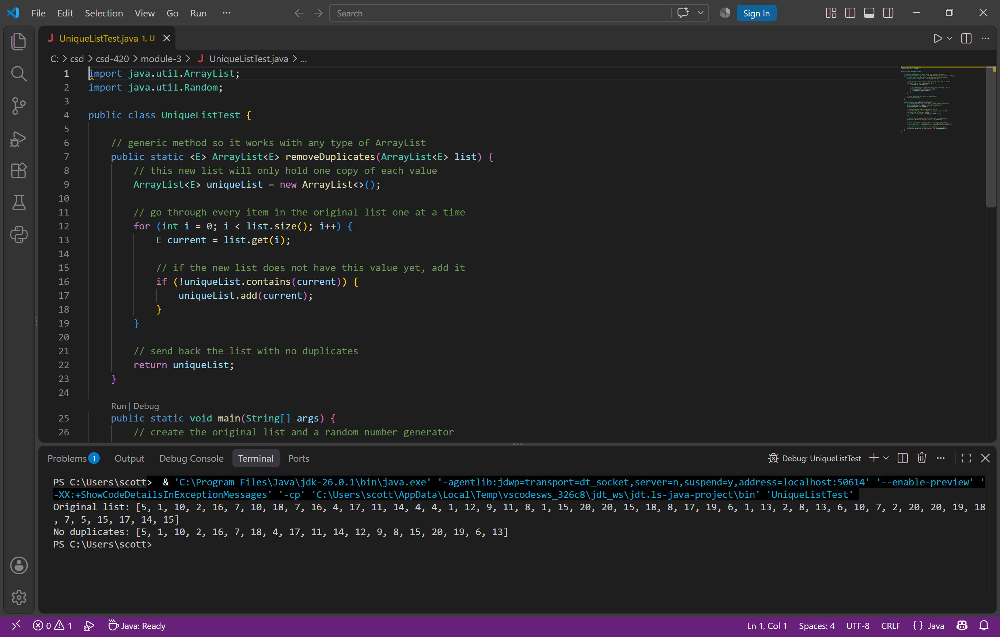 File Edit Selection View Go Run ··· Search Sign In
UniqueListTest.java 1, U
C: > csd > csd-420 > module-3 > J UniqueListTest.java > ...
1 import java.util.ArrayList;
2 import java.util.Random;
3
4 public class UniqueListTest {
5
6 // generic method so it works with any type of ArrayList
7 public static <E> ArrayList<E> removeDuplicates(ArrayList<E> list) {
8 // this new list will only hold one copy of each value
9 ArrayList<E> uniqueList = new ArrayList<>();
10
11 // go through every item in the original list one at a time
12 for (int i = 0; i < list.size(); i++) {
13 E current = list.get(i);
14
15 // if the new list does not have this value yet, add it
16 if (!uniqueList.contains(current)) {
17 uniqueList.add(current);
18 }
19 }
20
21 // send back the list with no duplicates
22 return uniqueList;
23 }
24
Run | Debug
25 public static void main(String[] args) {
26 // create the original list and a random number generator
Problems 1 Output Debug Console Terminal Ports Debug: UniqueListTest
PS C:\Users\scott>  & 'C:\Program Files\Java\jdk-26.0.1\bin\java.exe' '-agentlib:jdwp=transport=dt_socket,server=n,suspend=y,address=localhost:50614' '--enable-preview' '
-XX:+ShowCodeDetailsInExceptionMessages' '-cp' 'C:\Users\scott\AppData\Local\Temp\vscodesws_326c8\jdt_ws\jdt.ls-java-project\bin' 'UniqueListTest'
Original list: [5, 1, 10, 2, 16, 7, 10, 18, 7, 16, 4, 17, 11, 14, 4, 4, 1, 12, 9, 11, 8, 1, 15, 20, 20, 15, 18, 8, 17, 19, 6, 1, 13, 2, 8, 13, 6, 10, 7, 2, 20, 20, 19, 18
, 7, 5, 15, 17, 14, 15]
No duplicates: [5, 1, 10, 2, 16, 7, 18, 4, 17, 11, 14, 12, 9, 8, 15, 20, 19, 6, 13]
PS C:\Users\scott>
0 1 Java: Ready Ln 1, Col 1 Spaces: 4 UTF-8 CRLF {} Java